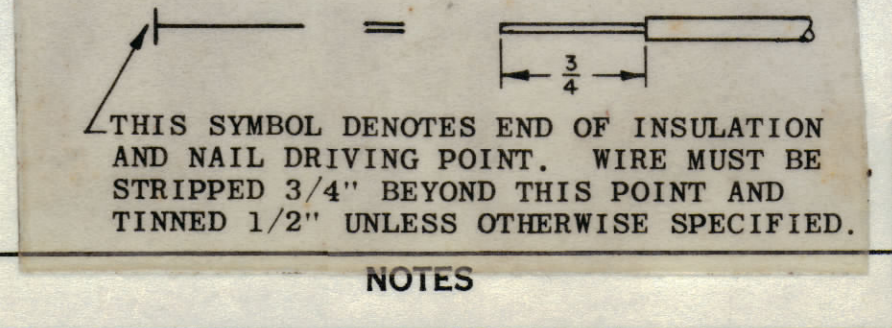 3/4
THIS SYMBOL DENOTES END OF INSULATION
AND NAIL DRIVING POINT. WIRE MUST BE
STRIPPED 3/4" BEYOND THIS POINT AND
TINNED 1/2" UNLESS OTHERWISE SPECIFIED.
NOTES